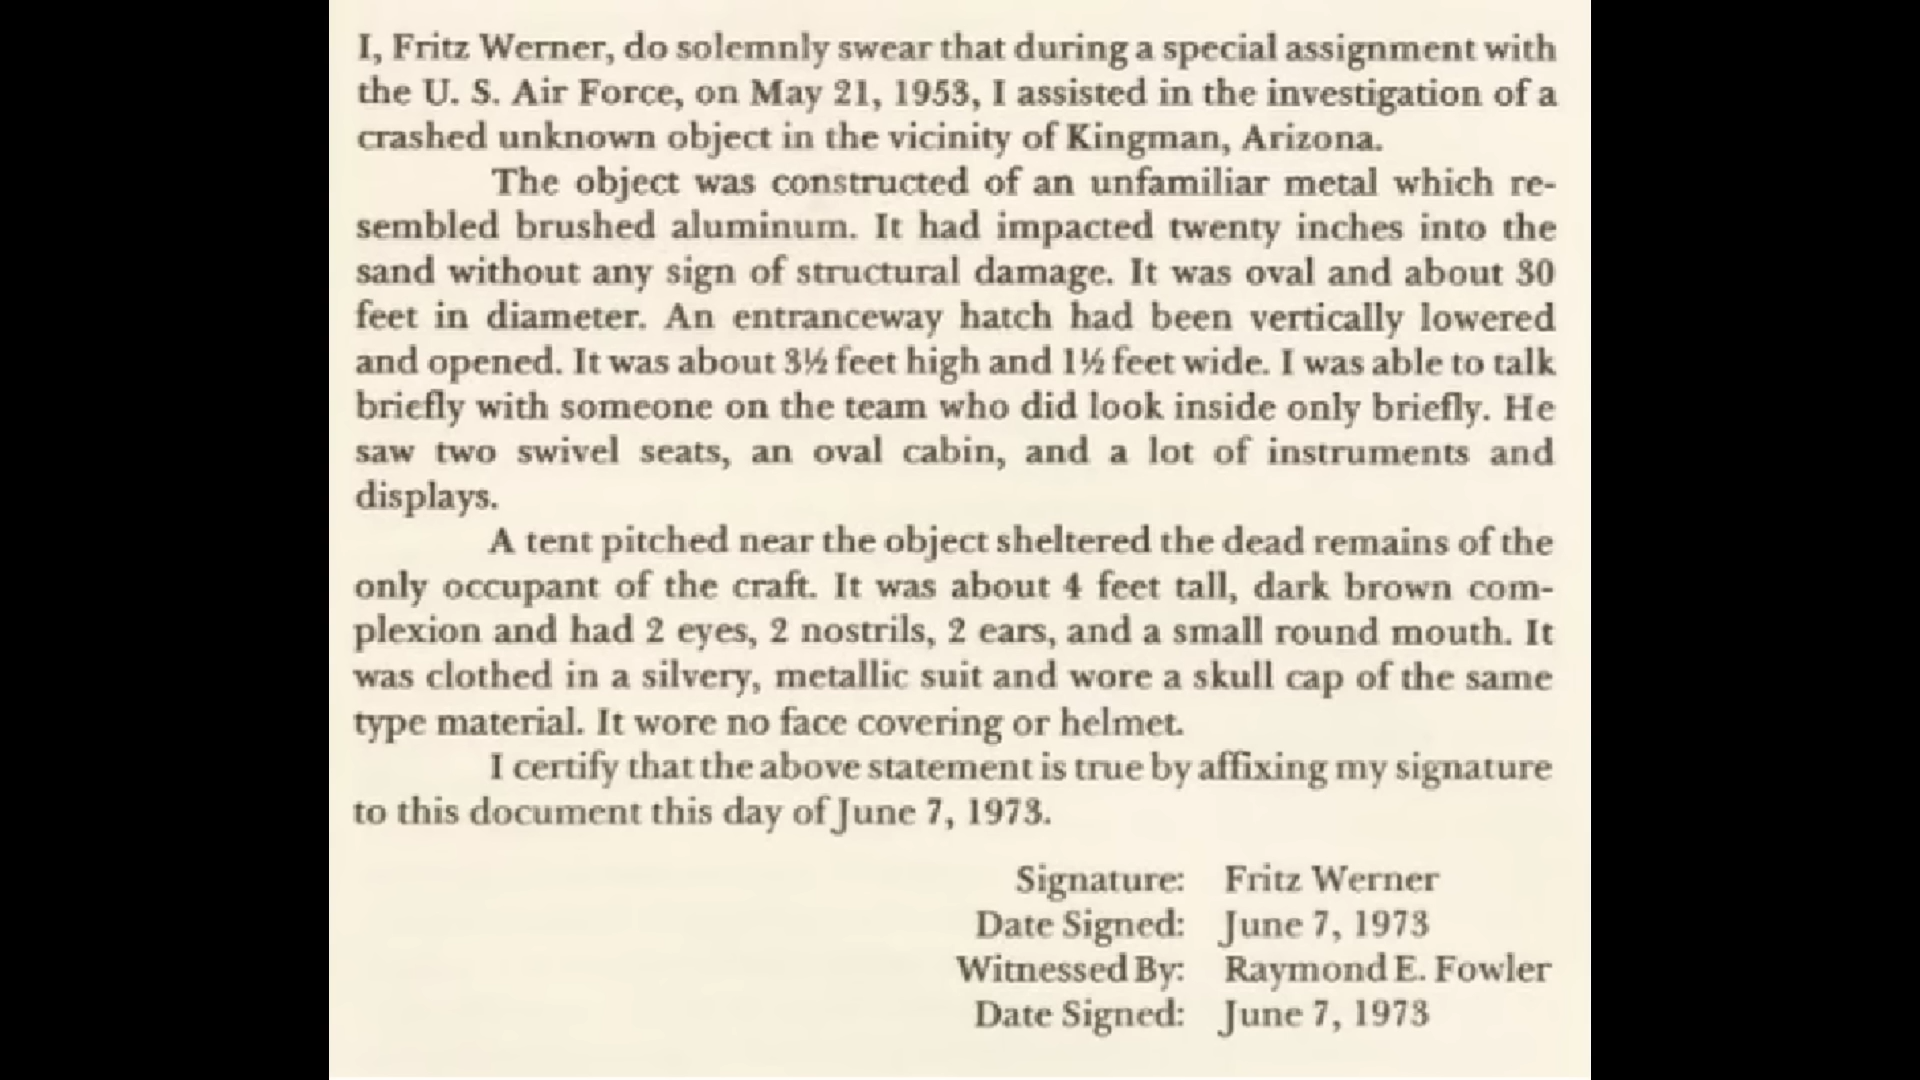 I, Fritz Werner, do solemnly swear that during a special assignment with
the U. S. Air Force, on May 21, 1953, I assisted in the investigation of a
crashed unknown object in the vicinity of Kingman, Arizona.
The object was constructed of an unfamiliar metal which re-
sembled brushed aluminum. It had impacted twenty inches into the
sand without any sign of structural damage. It was oval and about 30
feet in diameter. An entranceway hatch had been vertically lowered
and opened. It was about 3½ feet high and 1½ feet wide. I was able to talk
briefly with someone on the team who did look inside only briefly. He
saw two swivel seats, an oval cabin, and a lot of instruments and
displays.
A tent pitched near the object sheltered the dead remains of the
only occupant of the craft. It was about 4 feet tall, dark brown com-
plexion and had 2 eyes, 2 nostrils, 2 ears, and a small round mouth. It
was clothed in a silvery, metallic suit and wore a skull cap of the same
type material. It wore no face covering or helmet.
I certify that the above statement is true by affixing my signature
to this document this day of June 7, 1973.
Signature: Fritz Werner
Date Signed: June 7, 1973
Witnessed By: Raymond E. Fowler
Date Signed: June 7, 1973